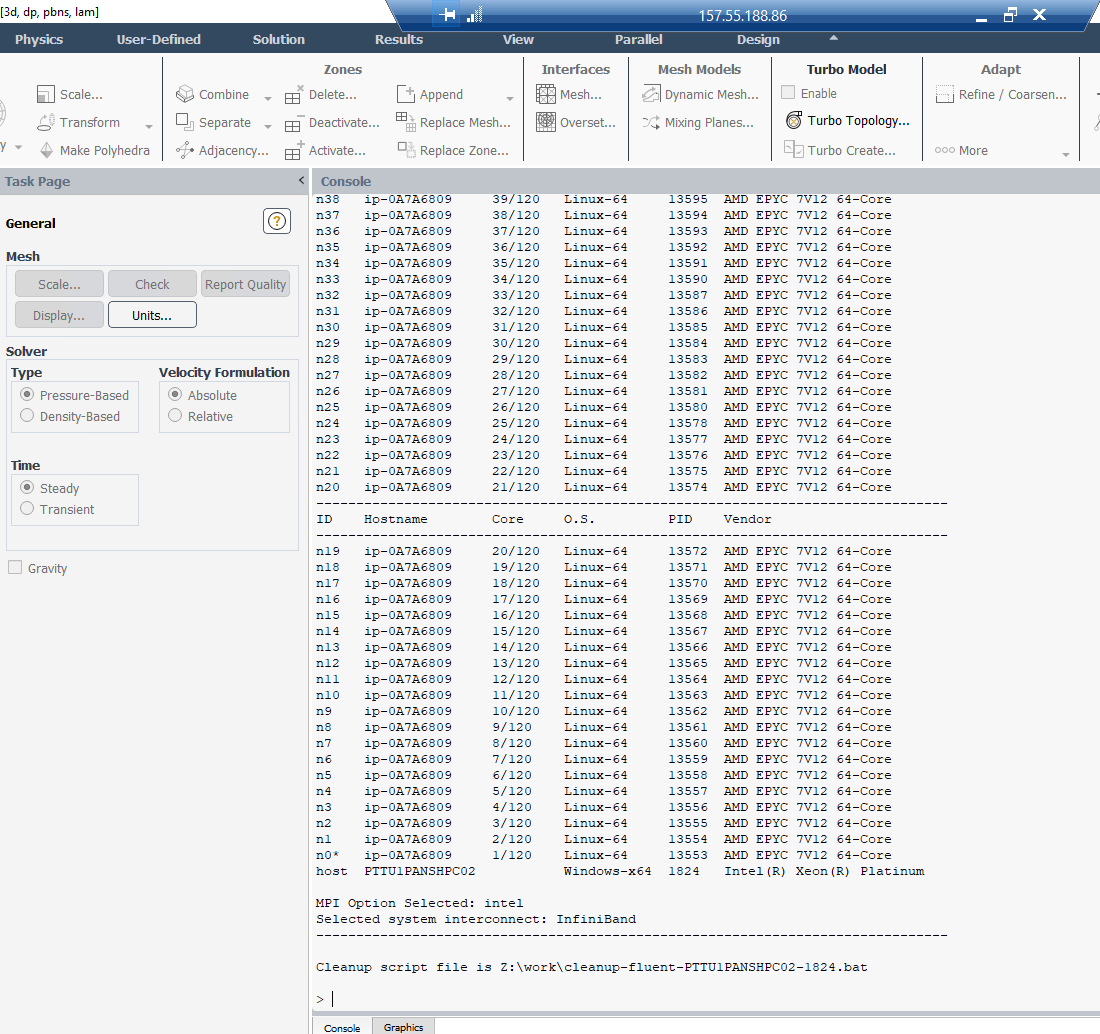 [3d, dp, pbns, lam]
157.55.188.86
Physics User-Defined Solution Results View Parallel Design
Zones Interfaces Mesh Models Turbo Model Adapt
Scale... Combine Delete... Append Mesh... Dynamic Mesh... Enable Refine / Coarsen...
Transform Separate Deactivate... Replace Mesh... Overset... Mixing Planes... Turbo Topology...
y Make Polyhedra Adjacency... Activate... Replace Zone... Turbo Create... More
Task Page <
General ?
Mesh
Scale... Check Report Quality
Display... Units...
Solver
Type Velocity Formulation
Pressure-Based Absolute
Density-Based Relative
Time
Steady
Transient
Gravity
Console
n38 ip-0A7A6809 39/120 Linux-64 13595 AMD EPYC 7V12 64-Core
n37 ip-0A7A6809 38/120 Linux-64 13594 AMD EPYC 7V12 64-Core
n36 ip-0A7A6809 37/120 Linux-64 13593 AMD EPYC 7V12 64-Core
n35 ip-0A7A6809 36/120 Linux-64 13592 AMD EPYC 7V12 64-Core
n34 ip-0A7A6809 35/120 Linux-64 13591 AMD EPYC 7V12 64-Core
n33 ip-0A7A6809 34/120 Linux-64 13590 AMD EPYC 7V12 64-Core
n32 ip-0A7A6809 33/120 Linux-64 13587 AMD EPYC 7V12 64-Core
n31 ip-0A7A6809 32/120 Linux-64 13586 AMD EPYC 7V12 64-Core
n30 ip-0A7A6809 31/120 Linux-64 13585 AMD EPYC 7V12 64-Core
n29 ip-0A7A6809 30/120 Linux-64 13584 AMD EPYC 7V12 64-Core
n28 ip-0A7A6809 29/120 Linux-64 13583 AMD EPYC 7V12 64-Core
n27 ip-0A7A6809 28/120 Linux-64 13582 AMD EPYC 7V12 64-Core
n26 ip-0A7A6809 27/120 Linux-64 13581 AMD EPYC 7V12 64-Core
n25 ip-0A7A6809 26/120 Linux-64 13580 AMD EPYC 7V12 64-Core
n24 ip-0A7A6809 25/120 Linux-64 13578 AMD EPYC 7V12 64-Core
n23 ip-0A7A6809 24/120 Linux-64 13577 AMD EPYC 7V12 64-Core
n22 ip-0A7A6809 23/120 Linux-64 13576 AMD EPYC 7V12 64-Core
n21 ip-0A7A6809 22/120 Linux-64 13575 AMD EPYC 7V12 64-Core
n20 ip-0A7A6809 21/120 Linux-64 13574 AMD EPYC 7V12 64-Core
-------------------------------------------------------------------------------
ID Hostname Core O.S. PID Vendor
-------------------------------------------------------------------------------
n19 ip-0A7A6809 20/120 Linux-64 13572 AMD EPYC 7V12 64-Core
n18 ip-0A7A6809 19/120 Linux-64 13571 AMD EPYC 7V12 64-Core
n17 ip-0A7A6809 18/120 Linux-64 13570 AMD EPYC 7V12 64-Core
n16 ip-0A7A6809 17/120 Linux-64 13569 AMD EPYC 7V12 64-Core
n15 ip-0A7A6809 16/120 Linux-64 13568 AMD EPYC 7V12 64-Core
n14 ip-0A7A6809 15/120 Linux-64 13567 AMD EPYC 7V12 64-Core
n13 ip-0A7A6809 14/120 Linux-64 13566 AMD EPYC 7V12 64-Core
n12 ip-0A7A6809 13/120 Linux-64 13565 AMD EPYC 7V12 64-Core
n11 ip-0A7A6809 12/120 Linux-64 13564 AMD EPYC 7V12 64-Core
n10 ip-0A7A6809 11/120 Linux-64 13563 AMD EPYC 7V12 64-Core
n9 ip-0A7A6809 10/120 Linux-64 13562 AMD EPYC 7V12 64-Core
n8 ip-0A7A6809 9/120 Linux-64 13561 AMD EPYC 7V12 64-Core
n7 ip-0A7A6809 8/120 Linux-64 13560 AMD EPYC 7V12 64-Core
n6 ip-0A7A6809 7/120 Linux-64 13559 AMD EPYC 7V12 64-Core
n5 ip-0A7A6809 6/120 Linux-64 13558 AMD EPYC 7V12 64-Core
n4 ip-0A7A6809 5/120 Linux-64 13557 AMD EPYC 7V12 64-Core
n3 ip-0A7A6809 4/120 Linux-64 13556 AMD EPYC 7V12 64-Core
n2 ip-0A7A6809 3/120 Linux-64 13555 AMD EPYC 7V12 64-Core
n1 ip-0A7A6809 2/120 Linux-64 13554 AMD EPYC 7V12 64-Core
n0* ip-0A7A6809 1/120 Linux-64 13553 AMD EPYC 7V12 64-Core
host PTTU1PANSHPC02 Windows-x64 1824 Intel(R) Xeon(R) Platinum
MPI Option Selected: intel
Selected system interconnect: InfiniBand
-------------------------------------------------------------------------------
Cleanup script file is Z:\work\cleanup-fluent-PTTU1PANSHPC02-1824.bat
>
Console Graphics